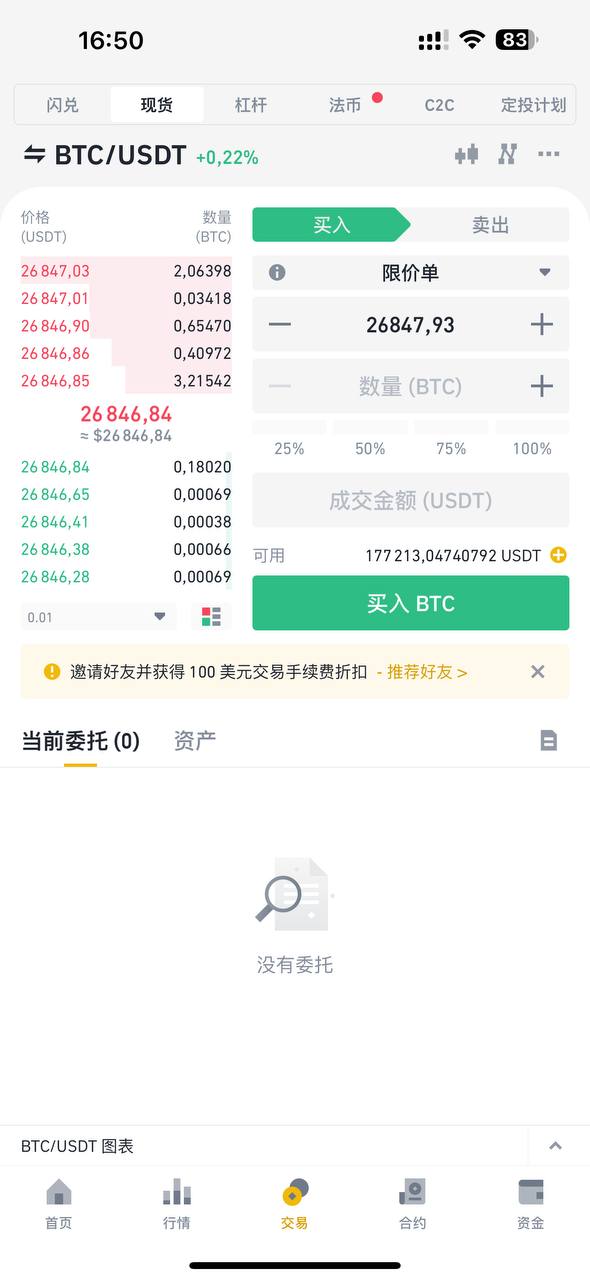 16:50
83
闪兑 现货 杠杆 法币 C2C 定投计划
BTC/USDT +0,22%
价格 数量
(USDT) (BTC)
26 847,03 2,06398
26 847,01 0,03418
26 846,90 0,65470
26 846,86 0,40972
26 846,85 3,21542
26 846,84
≈ $26 846,84
26 846,84 0,18020
26 846,65 0,00069
26 846,41 0,00038
26 846,38 0,00066
26 846,28 0,00069
0.01
买入 卖出
限价单
26847,93
数量 (BTC)
25% 50% 75% 100%
成交金额 (USDT)
可用 177 213,04740792 USDT
买入 BTC
邀请好友并获得 100 美元交易手续费折扣 - 推荐好友 >
当前委托 (0) 资产
没有委托
BTC/USDT 图表
首页 行情 交易 合约 资金